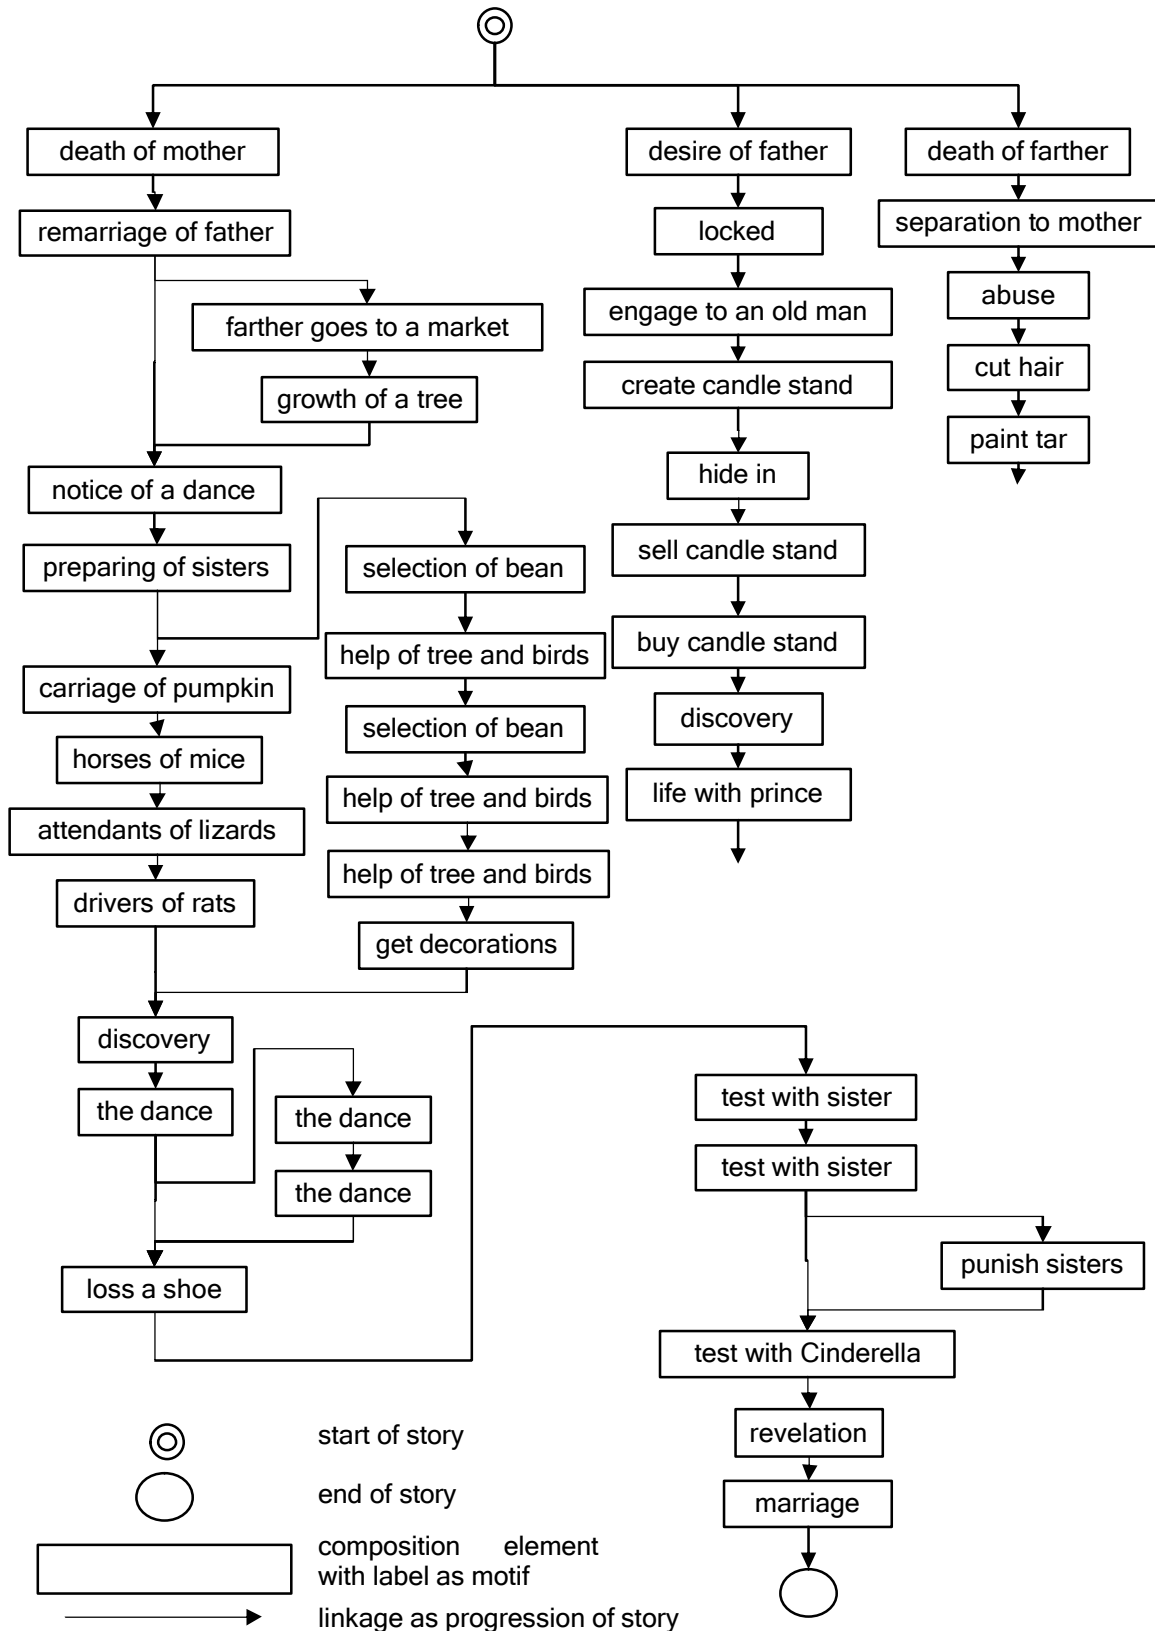 death of mother
desire of father
death of farther
remarriage of father
locked
separation to mother
farther goes to a market
engage to an old man
abuse
growth of a tree
create candle stand
cut hair
notice of a dance
hide in
paint tar
preparing of sisters
selection of bean
sell candle stand
help of tree and birds
buy candle stand
carriage of pumpkin
selection of bean
discovery
horses of mice
help of tree and birds
life with prince
attendants of lizards
help of tree and birds
drivers of rats
get decorations
discovery
the dance
the dance
test with sister
the dance
test with sister
loss a shoe
punish sisters
test with Cinderella
start of story
revelation
end of story
marriage
composition element
with label as motif
linkage as progression of story